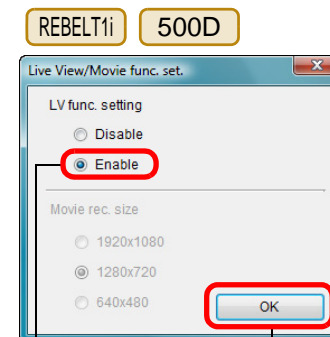 REBELT1i 500D
Live View/Movie func. set.
LV func. setting
Disable
Enable
Movie rec. size
1920x1080
1280x720
640x480
OK